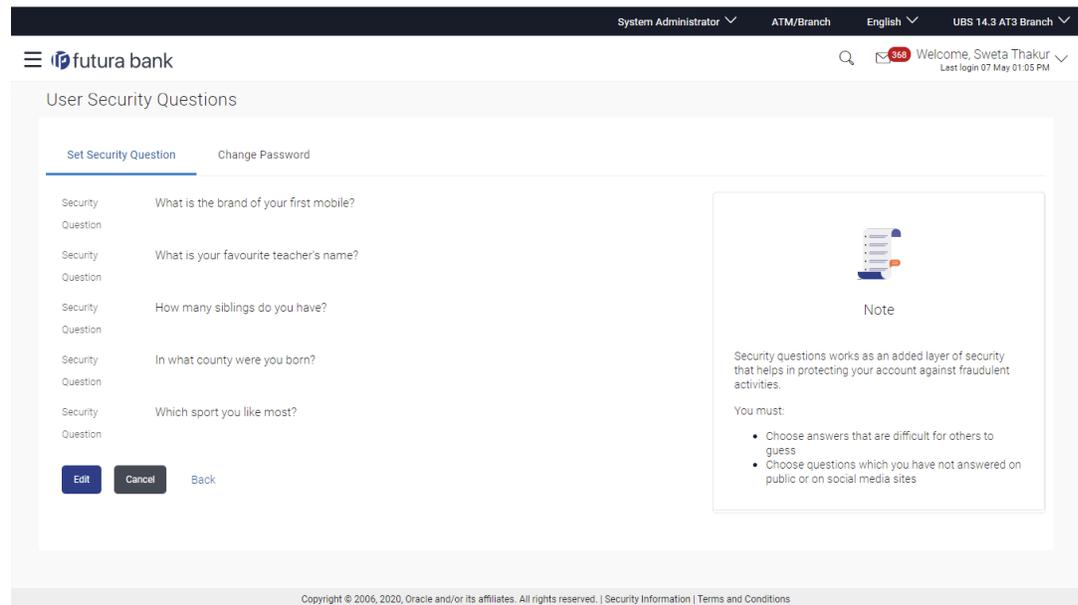 System Administrator ATM/Branch English UBS 14.3 AT3 Branch
futura bank
368 Welcome, Sweta Thakur
Last login 07 May 01:05 PM
User Security Questions
Set Security Question Change Password
Security Question What is the brand of your first mobile?
Security Question What is your favourite teacher's name?
Security Question How many siblings do you have?
Security Question In what county were you born?
Security Question Which sport you like most?
Edit Cancel Back
Note
Security questions works as an added layer of security
that helps in protecting your account against fraudulent
activities.
You must:
• Choose answers that are difficult for others to
guess
• Choose questions which you have not answered on
public or on social media sites
Copyright © 2006, 2020, Oracle and/or its affiliates. All rights reserved. | Security Information | Terms and Conditions